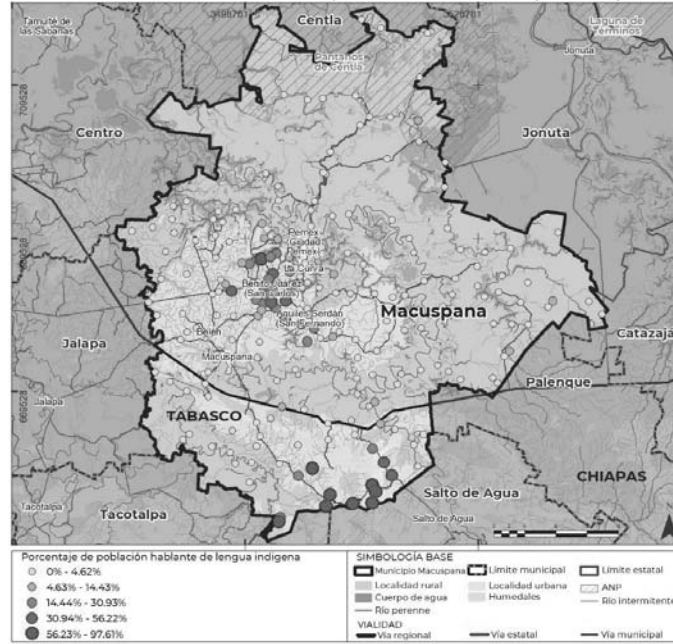 Centla
Tamulté de
las Sabanas
Laguna de
Términos
Pantanos
de Centla
Jonuta
709528
Centro
Jonuta
Pemex
Ciudad
Pemex
La Curva
Benito Juárez
(San Carlos)
Aquiles Serdán
(San Fernando)
Macuspana
Belén
Jalapa
Catazajá
Macuspana
Palenque
669528
Jalapa
TABASCO
CHIAPAS
Tacotalpa
Salto de Agua
Tacotalpa
Salto de Agua
Porcentaje de población hablante de lengua indígena
0% - 4.62%
4.63% - 14.43%
14.44% - 30.93%
30.94% - 56.22%
56.23% - 97.61%
SIMBOLOGÍA BASE
Municipio Macuspana
Límite municipal
Límite estatal
Localidad rural
Localidad urbana
ANP
Cuerpo de agua
Humedales
Río intermitente
Río perenne
VIALIDAD
Vía regional
Vía estatal
Vía municipal